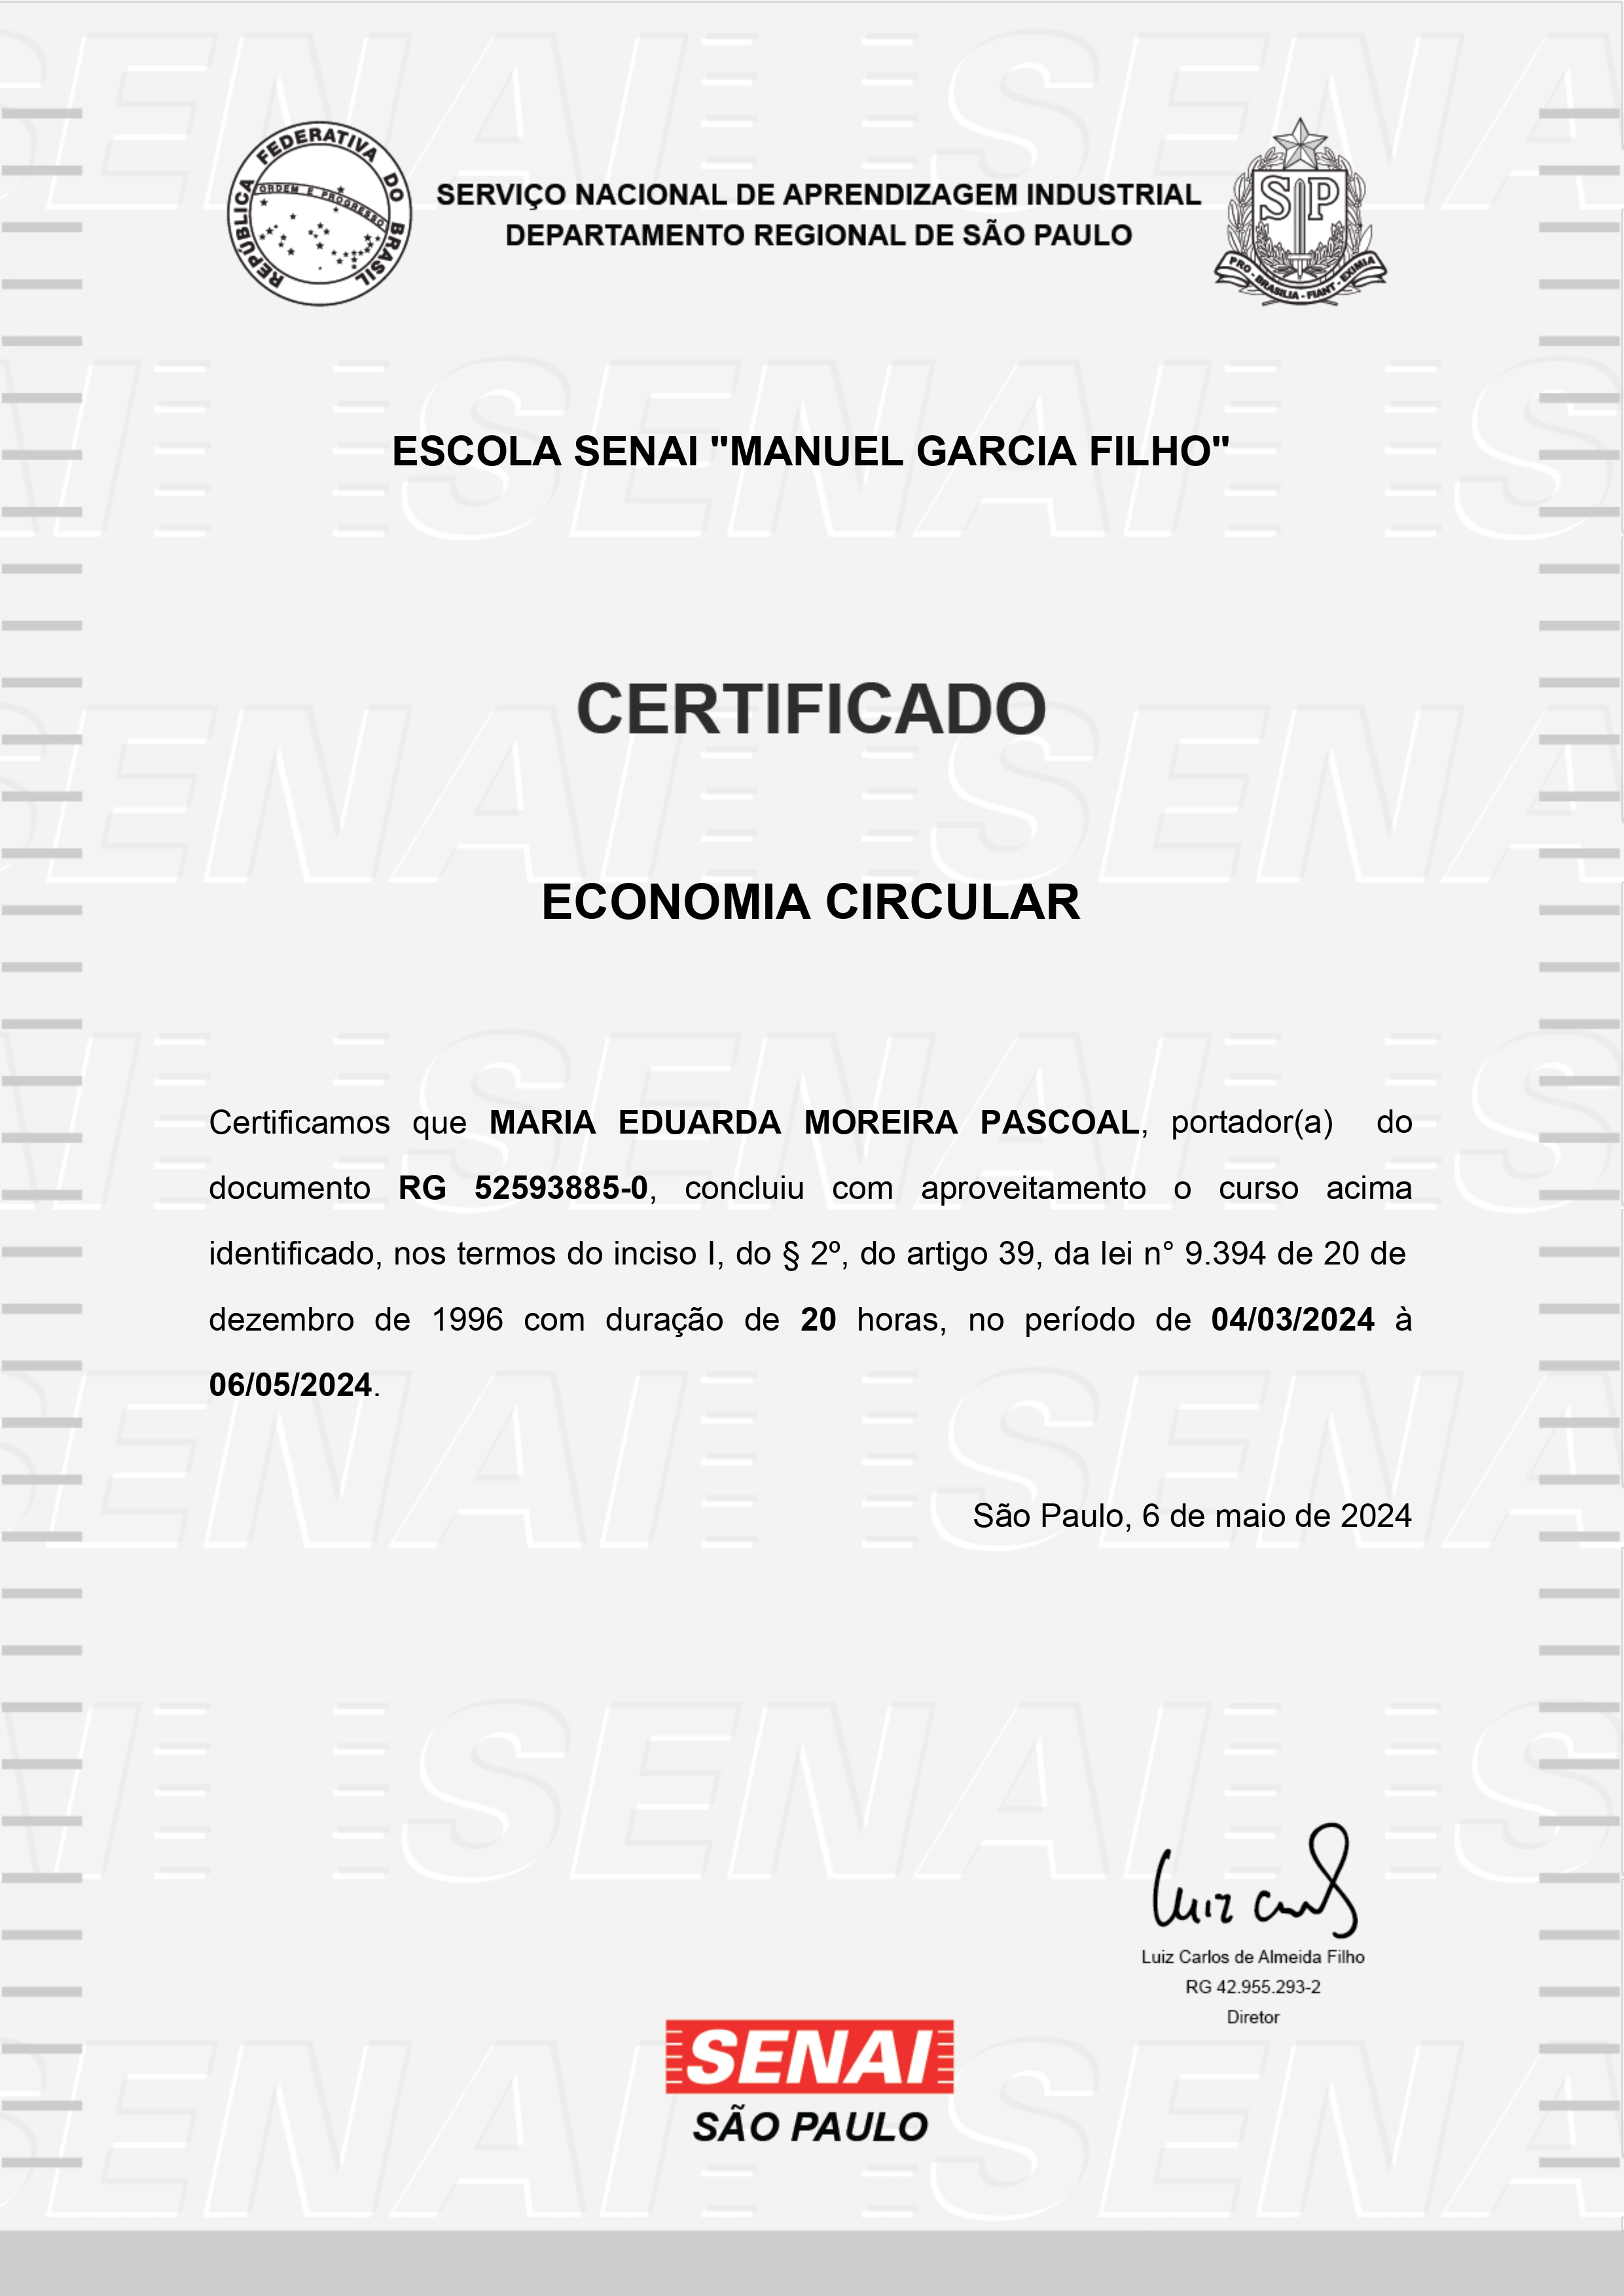 REPÚBLICA FEDERATIVA DO BRASIL
ORDEM E PROGRESSO
SERVIÇO NACIONAL DE APRENDIZAGEM INDUSTRIAL
DEPARTAMENTO REGIONAL DE SÃO PAULO
SP
PRO - BRASILIA - FIANT - EXIMIA
ESCOLA SENAI "MANUEL GARCIA FILHO"
CERTIFICADO
ECONOMIA CIRCULAR
Certificamos que MARIA EDUARDA MOREIRA PASCOAL, portador(a) do
documento RG 52593885-0, concluiu com aproveitamento o curso acima
identificado, nos termos do inciso I, do § 2º, do artigo 39, da lei n° 9.394 de 20 de
dezembro de 1996 com duração de 20 horas, no período de 04/03/2024 à
06/05/2024.
São Paulo, 6 de maio de 2024
Luiz Carlos de Almeida Filho
RG 42.955.293-2
Diretor
SENAI
SÃO PAULO